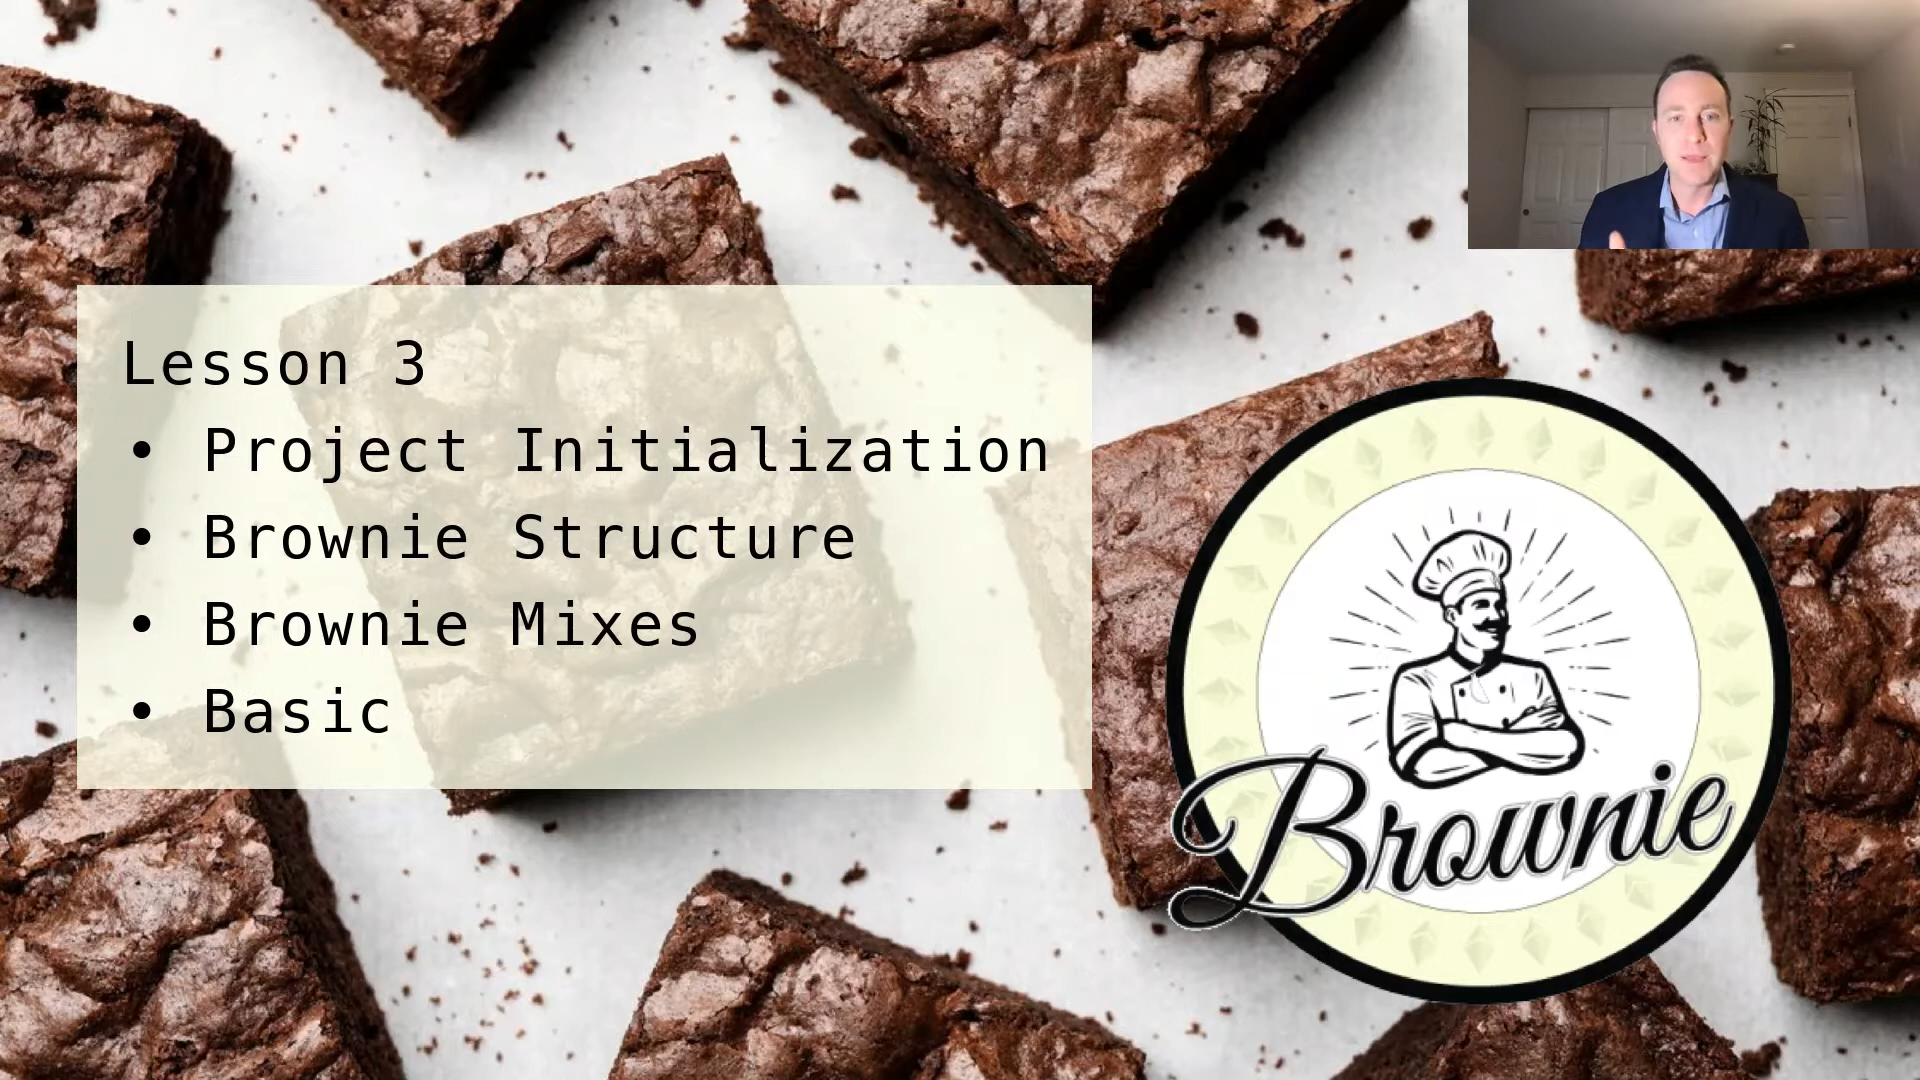 Lesson 3
• Project Initialization
• Brownie Structure
• Brownie Mixes
• Basic
Brownie